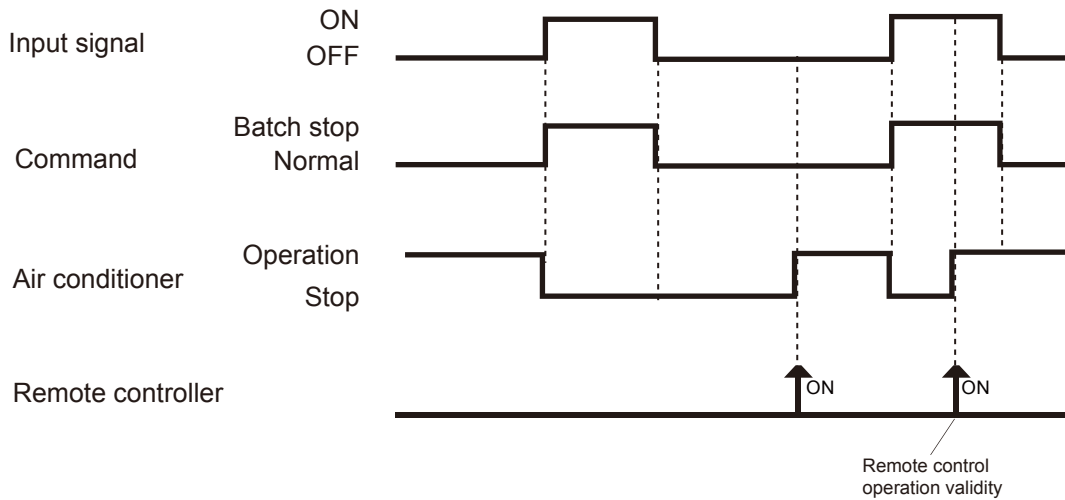 Input signal
ON
OFF
Command
Batch stop
Normal
Air conditioner
Operation
Stop
Remote controller
ON
ON
Remote control
operation validity